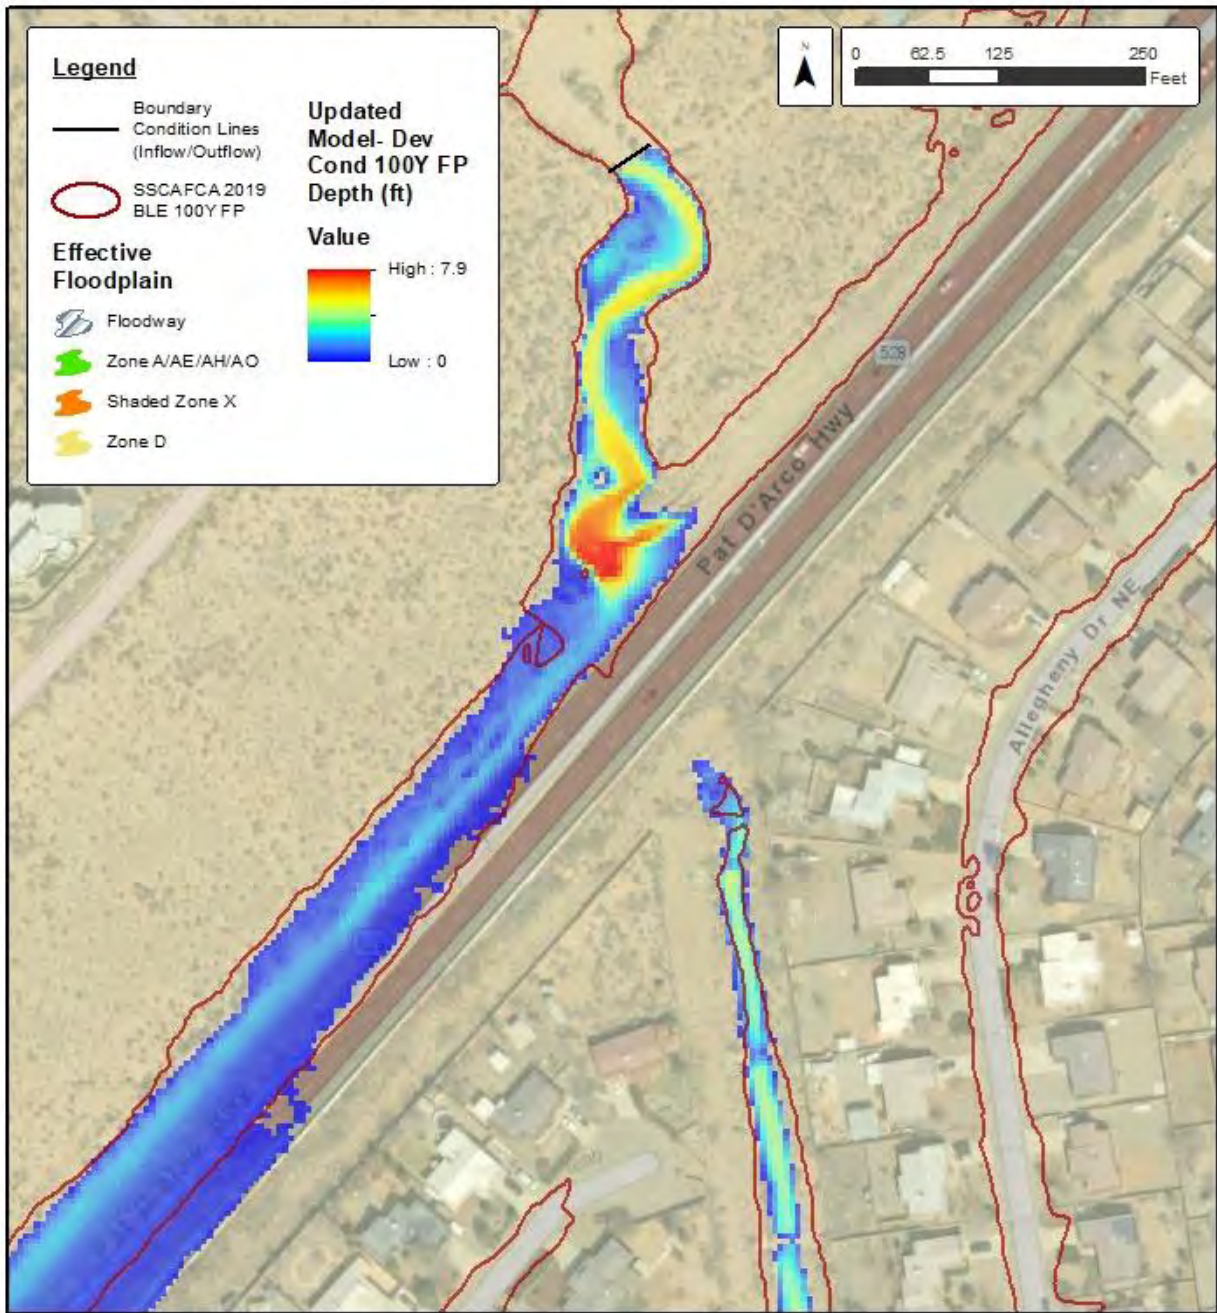 Legend
Boundary
Condition Lines
(Inflow/Outflow)
SSCAFCA 2019
BLE 100Y FP
Effective
Floodplain
Floodway
Zone A/AE/AH/AO
Shaded Zone X
Zone D
Updated
Model- Dev
Cond 100Y FP
Depth (ft)
Value
High : 7.9
Low : 0
N
0 62.5 125 250
Feet
528
Pat D'Arco Hwy
Allegheny Dr NE